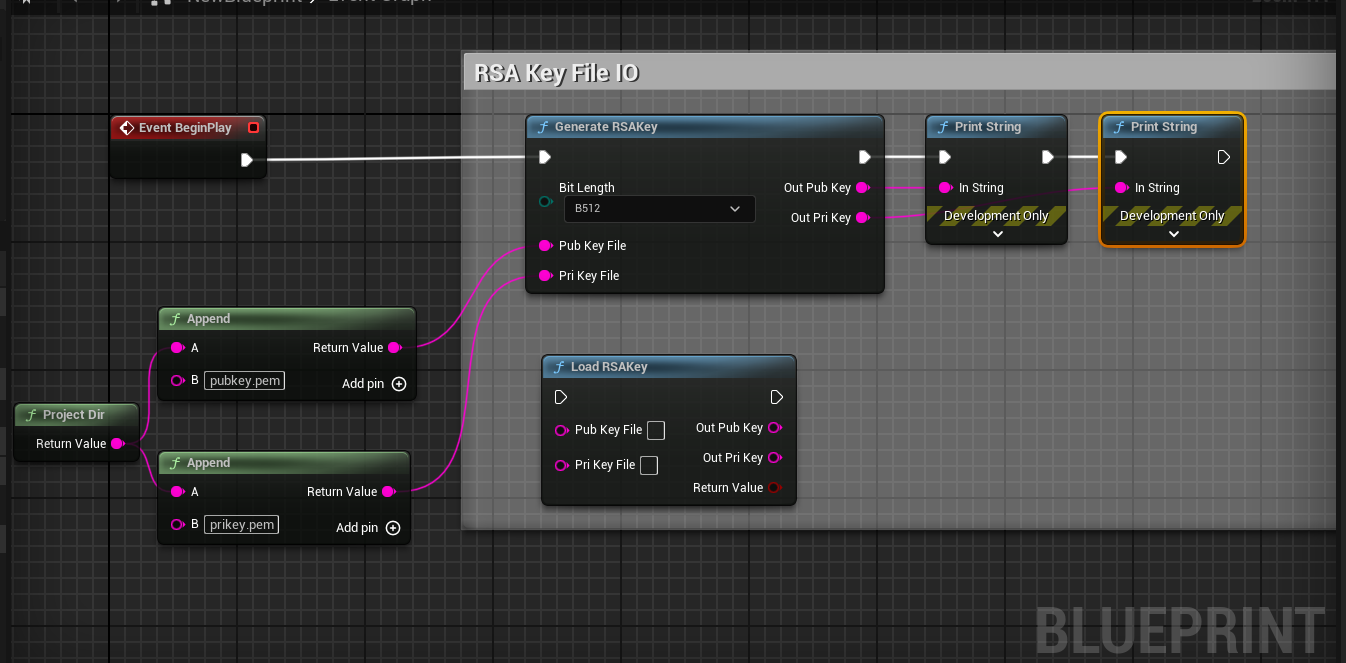 RSA Key File IO
Event BeginPlay
Generate RSAKey
Bit Length
B512
Pub Key File
Pri Key File
Out Pub Key
Out Pri Key
Print String
In String
Development Only
Print String
In String
Development Only
Append
A
Return Value
B pubkey.pem
Add pin
Project Dir
Return Value
Append
A
Return Value
B prikey.pem
Add pin
Load RSAKey
Pub Key File
Out Pub Key
Pri Key File
Out Pri Key
Return Value
BLUEPRINT